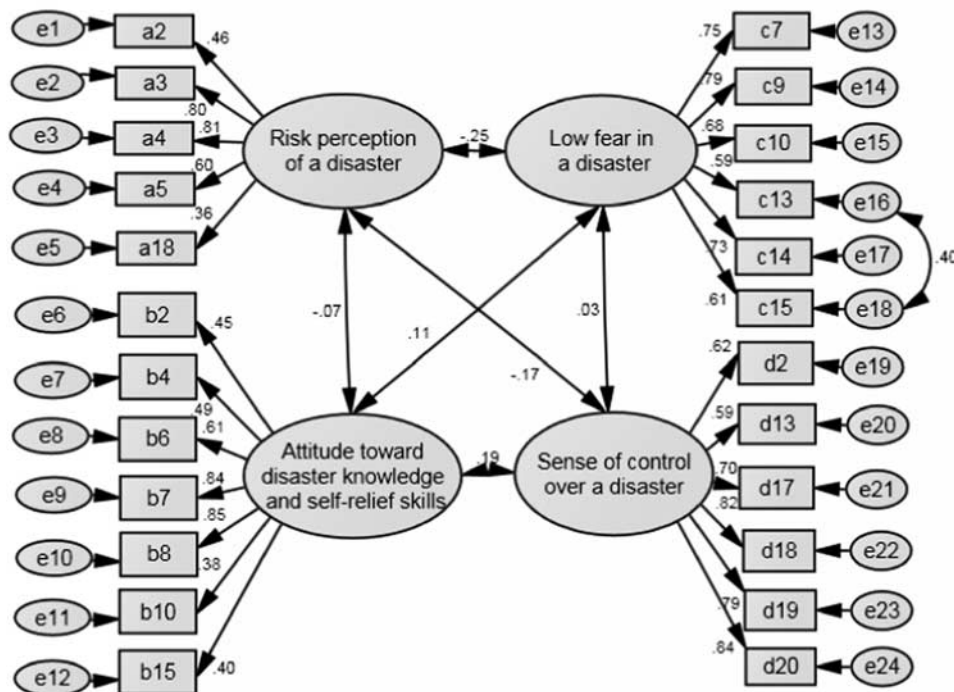 e1
a2
.46
e2
a3
.80
e3
a4
.81
e4
a5
.60
e5
a18
.36
Risk perception
of a disaster
-.25
Low fear in
a disaster
.75
c7
e13
.79
c9
e14
.68
c10
e15
.59
c13
e16
.73
c14
e17
.40
.61
c15
e18
-.07
.11
.03
-.17
e6
b2
.45
e7
b4
.49
e8
b6
.61
e9
b7
.84
e10
b8
.85
e11
b10
.38
e12
b15
.40
Attitude toward
disaster knowledge
and self-relief skills
.19
Sense of control
over a disaster
.62
d2
e19
.59
d13
e20
.70
d17
e21
.82
d18
e22
.79
d19
e23
.84
d20
e24